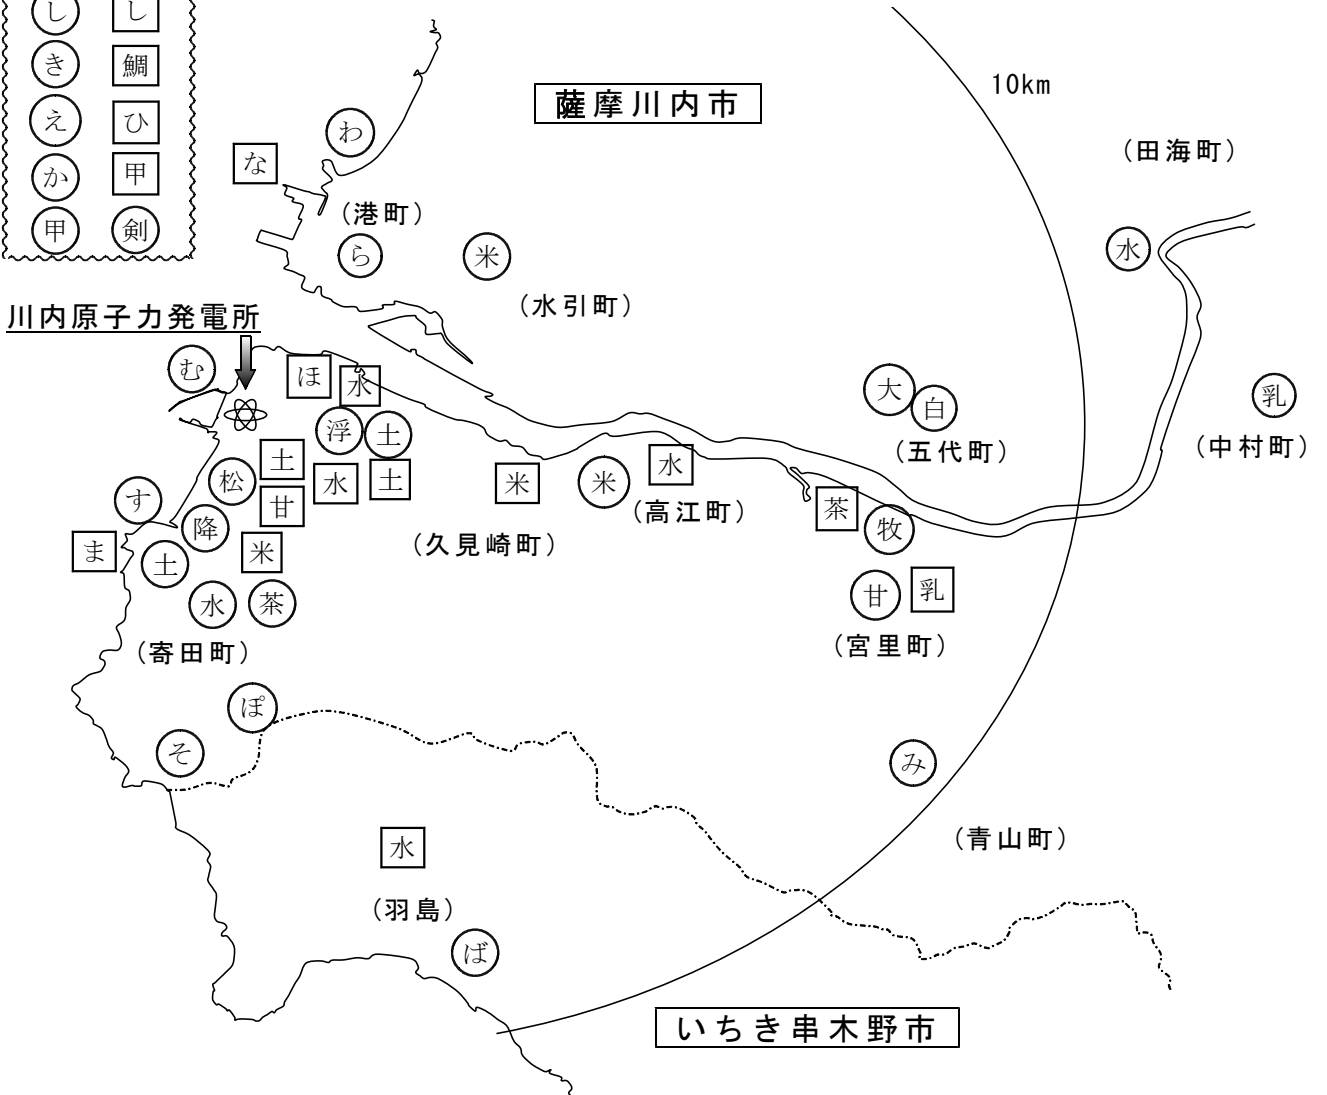 し し
き 鯛
え ひ
か 甲
甲 剣
薩摩川内市
10km
(田海町)
わ
な
(港町)
ら
米
水
(水引町)
川内原子力発電所
む
ほ
水
大
白
乳
浮
土
(五代町)
(中村町)
土
松
甘
水
土
米
米
水
(高江町)
茶
牧
す
降
ま
土
米
(久見崎町)
水
茶
甘
乳
(寄田町)
(宮里町)
ぽ
そ
み
(青山町)
水
(羽島)
ば
いちき串木野市